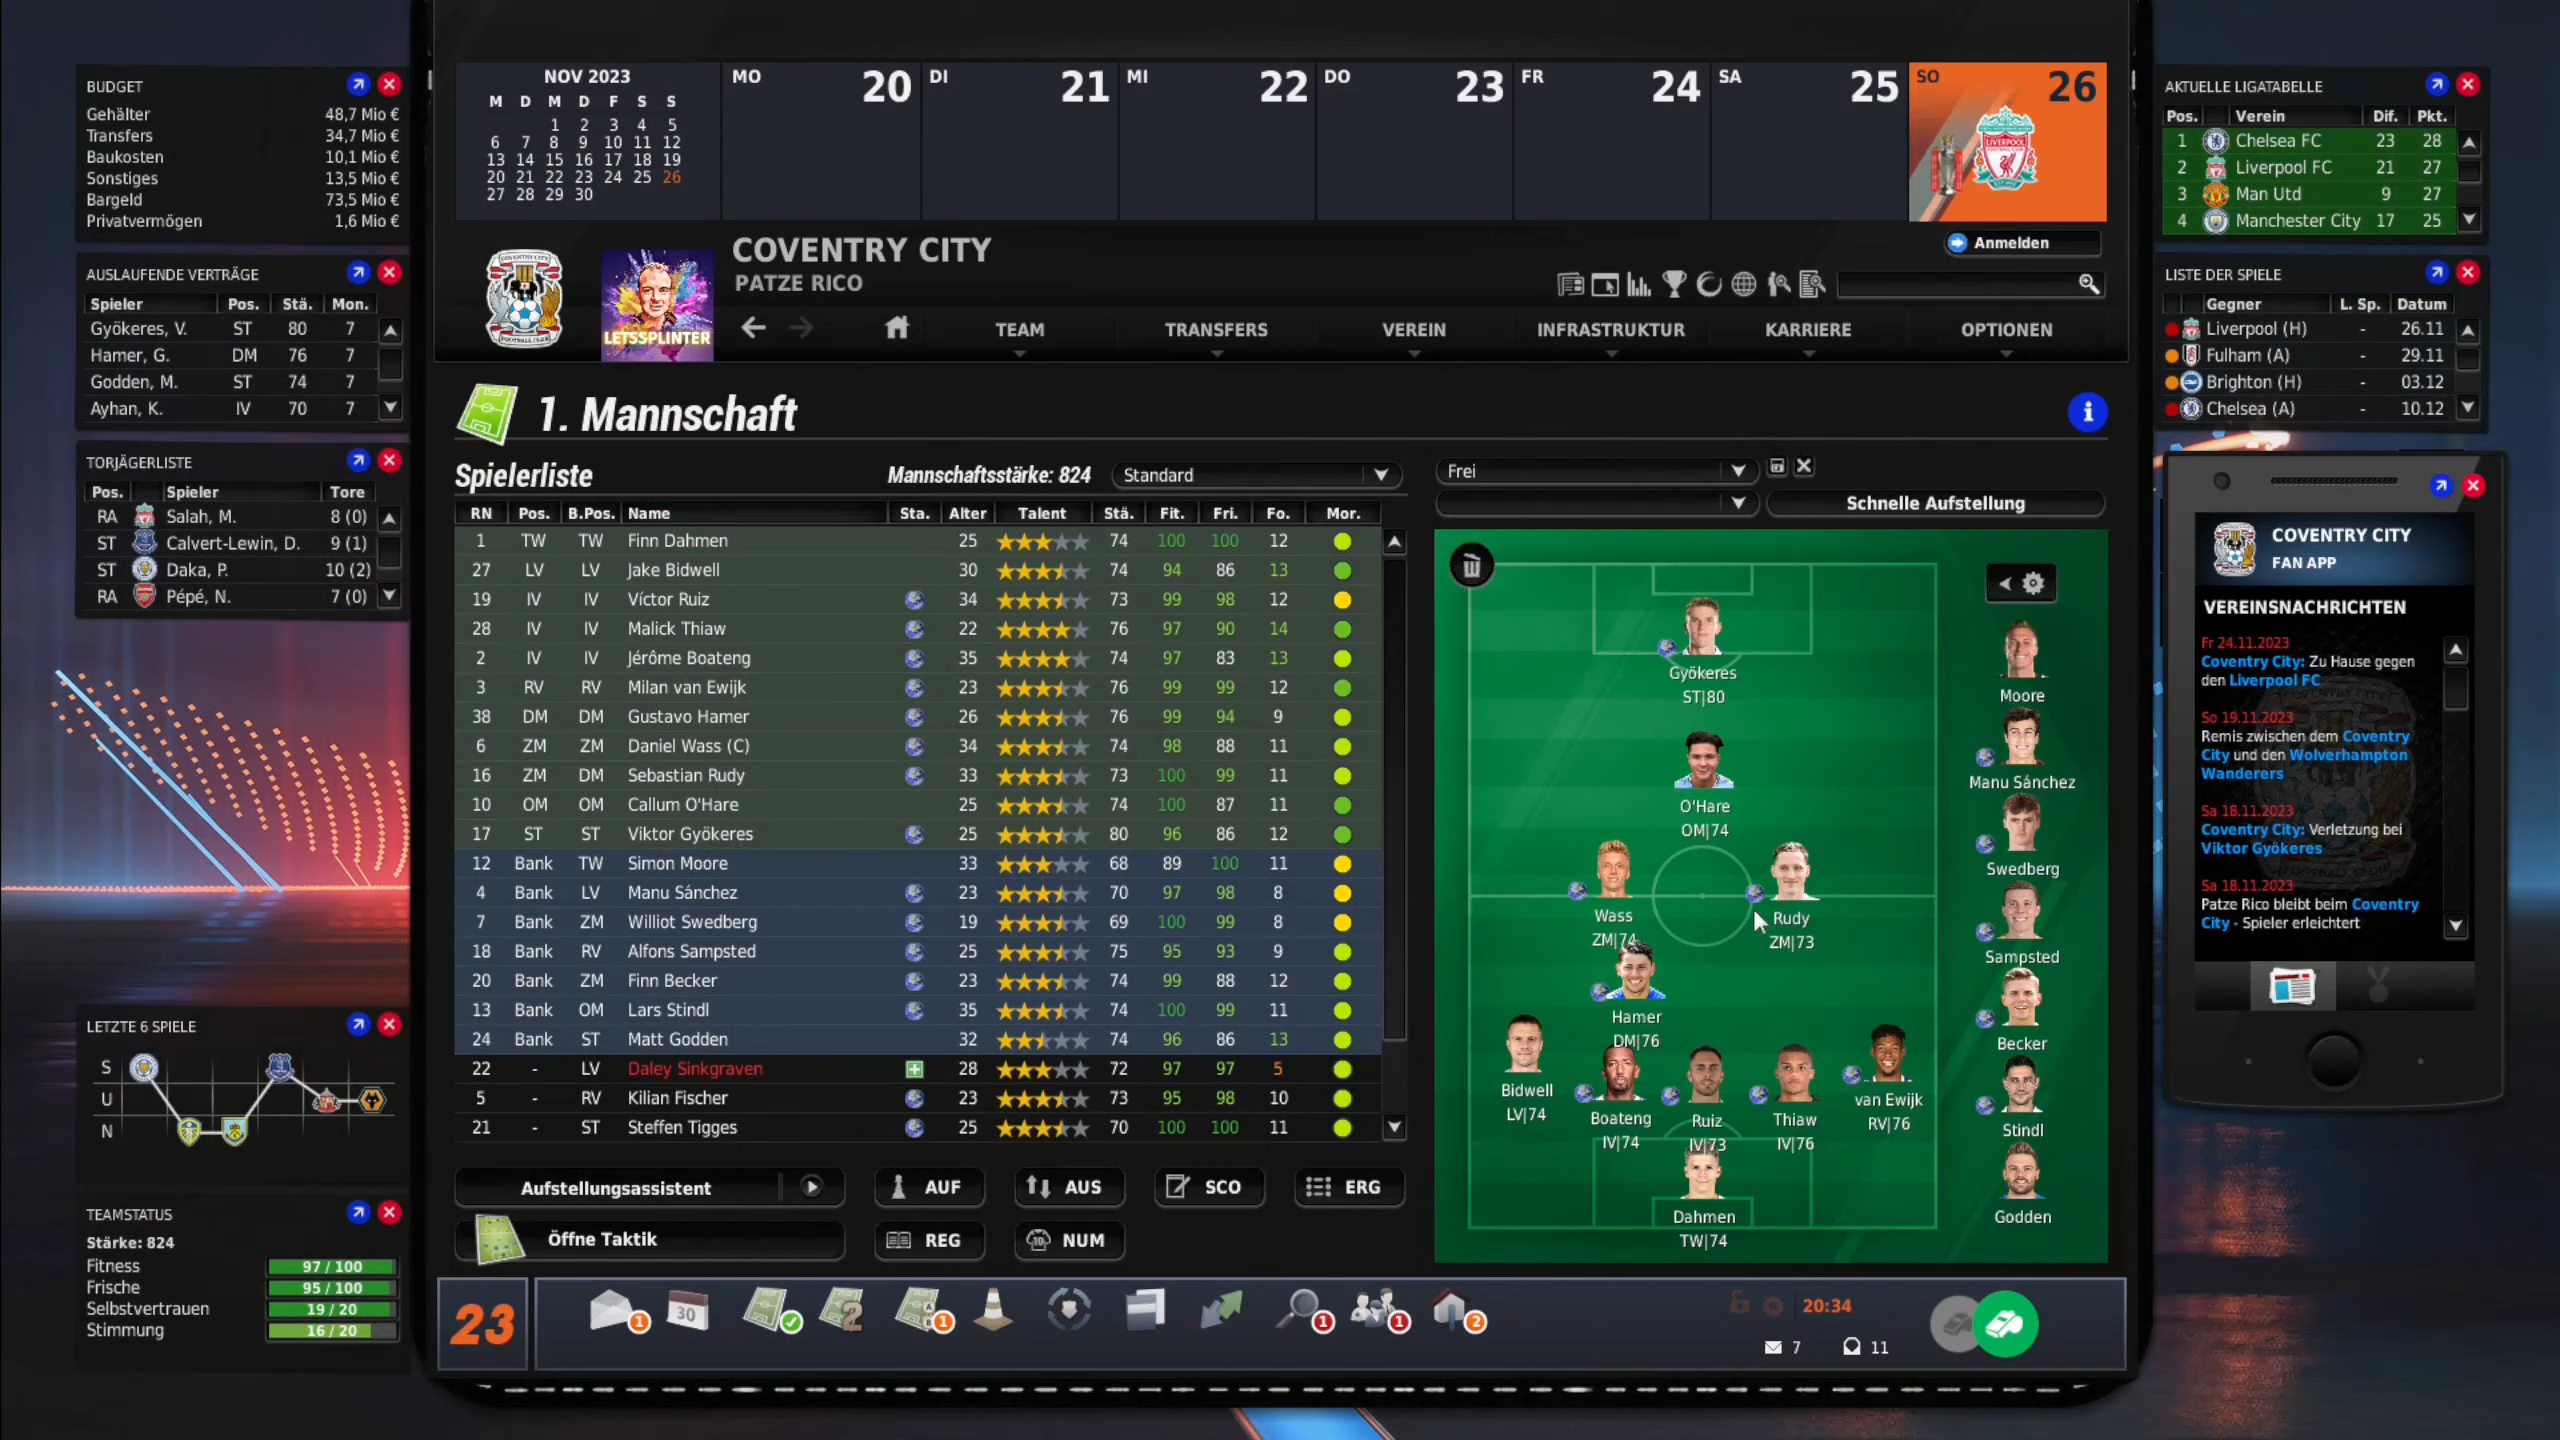 BUDGET
Gehälter 48,7 Mio €
Transfers 34,7 Mio €
Baukosten 10,1 Mio €
Sonstiges 13,5 Mio €
Bargeld 73,5 Mio €
Privatvermögen 1,6 Mio €
AUSLAUFENDE VERTRÄGE
Spieler Pos. Stä. Mon.
Gyökeres, V. ST 80 7
Hamer, G. DM 76 7
Godden, M. ST 74 7
Ayhan, K. IV 70 7
TORJÄGERLISTE
Pos. Spieler Tore
RA Salah, M. 8 (0)
ST Calvert-Lewin, D. 9 (1)
ST Daka, P. 10 (2)
RA Pépé, N. 7 (0)
LETZTE 6 SPIELE
S
U
N
TEAMSTATUS
Stärke: 824
Fitness 97 / 100
Frische 95 / 100
Selbstvertrauen 19 / 20
Stimmung 16 / 20
NOV 2023
M D M D F S S
1 2 3 4 5
6 7 8 9 10 11 12
13 14 15 16 17 18 19
20 21 22 23 24 25 26
27 28 29 30
MO 20 DI 21 MI 22 DO 23 FR 24 SA 25 SO 26
COVENTRY CITY
PATZE RICO
LETSSPLINTER
Anmelden
TEAM TRANSFERS VEREIN INFRASTRUKTUR KARRIERE OPTIONEN
1. Mannschaft
Spielerliste Mannschaftsstärke: 824 Standard
RN Pos. B.Pos. Name Sta. Alter Talent Stä. Fit. Fri. Fo. Mor.
1 TW TW Finn Dahmen 25 74 100 100 12
27 LV LV Jake Bidwell 30 74 94 86 13
19 IV IV Víctor Ruiz 34 73 99 98 12
28 IV IV Malick Thiaw 22 76 97 90 14
2 IV IV Jérôme Boateng 35 74 97 83 13
3 RV RV Milan van Ewijk 23 76 99 99 12
38 DM DM Gustavo Hamer 26 76 99 94 9
6 ZM ZM Daniel Wass (C) 34 74 98 88 11
16 ZM DM Sebastian Rudy 33 73 100 99 11
10 OM OM Callum O'Hare 25 74 100 87 11
17 ST ST Viktor Gyökeres 25 80 96 86 12
12 Bank TW Simon Moore 33 68 89 100 11
4 Bank LV Manu Sánchez 23 70 97 98 8
7 Bank ZM Williot Swedberg 19 69 100 99 8
18 Bank RV Alfons Sampsted 25 75 95 93 9
20 Bank ZM Finn Becker 23 74 99 88 12
13 Bank OM Lars Stindl 35 74 100 99 11
24 Bank ST Matt Godden 32 74 96 86 13
22 - LV Daley Sinkgraven 28 72 97 97 5
5 - RV Kilian Fischer 23 73 95 98 10
21 - ST Steffen Tigges 25 70 100 100 11
Aufstellungsassistent AUF AUS SCO ERG
Öffne Taktik REG NUM
Frei
Schnelle Aufstellung
Gyökeres
ST|80
O'Hare
OM|74
Wass
ZM|74
Rudy
ZM|73
Hamer
DM|76
Bidwell
LV|74
Boateng
IV|74
Ruiz
IV|73
Thiaw
IV|76
van Ewijk
RV|76
Dahmen
TW|74
Moore
Manu Sánchez
Swedberg
Sampsted
Becker
Stindl
Godden
23
1 30 2 1 1 1 2
20:34
7 11
AKTUELLE LIGATABELLE
Pos. Verein Dif. Pkt.
1 Chelsea FC 23 28
2 Liverpool FC 21 27
3 Man Utd 9 27
4 Manchester City 17 25
LISTE DER SPIELE
Gegner L. Sp. Datum
Liverpool (H) - 26.11
Fulham (A) - 29.11
Brighton (H) - 03.12
Chelsea (A) - 10.12
COVENTRY CITY
FAN APP
VEREINSNACHRICHTEN
Fr 24.11.2023
Coventry City: Zu Hause gegen
den Liverpool FC
So 19.11.2023
Remis zwischen dem Coventry
City und den Wolverhampton
Wanderers
Sa 18.11.2023
Coventry City: Verletzung bei
Viktor Gyökeres
Sa 18.11.2023
Patze Rico bleibt beim Coventry
City - Spieler erleichtert